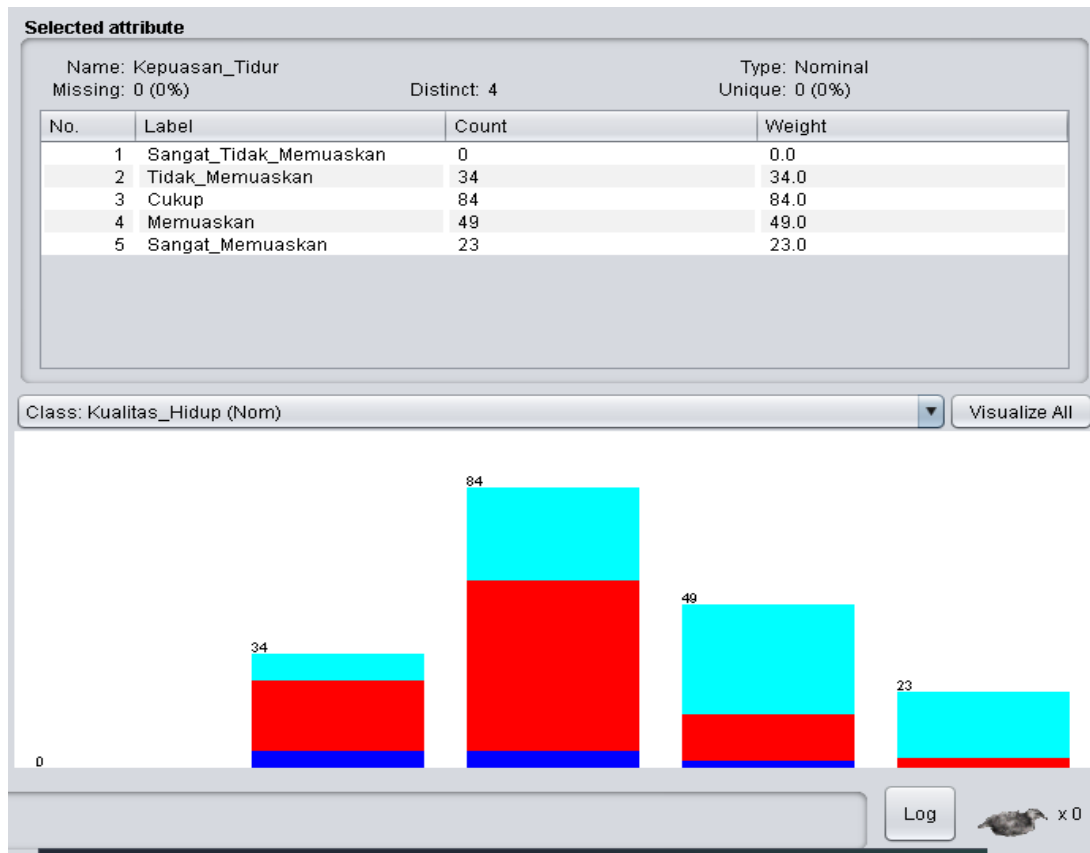 Selected attribute
Name: Kepuasan_Tidur Type: Nominal
Missing: 0 (0%) Distinct: 4 Unique: 0 (0%)
No. Label Count Weight
1 Sangat_Tidak_Memuaskan 0 0.0
2 Tidak_Memuaskan 34 34.0
3 Cukup 84 84.0
4 Memuaskan 49 49.0
5 Sangat_Memuaskan 23 23.0
Class: Kualitas_Hidup (Nom) Visualize All
84
49
34
23
0
Log x 0